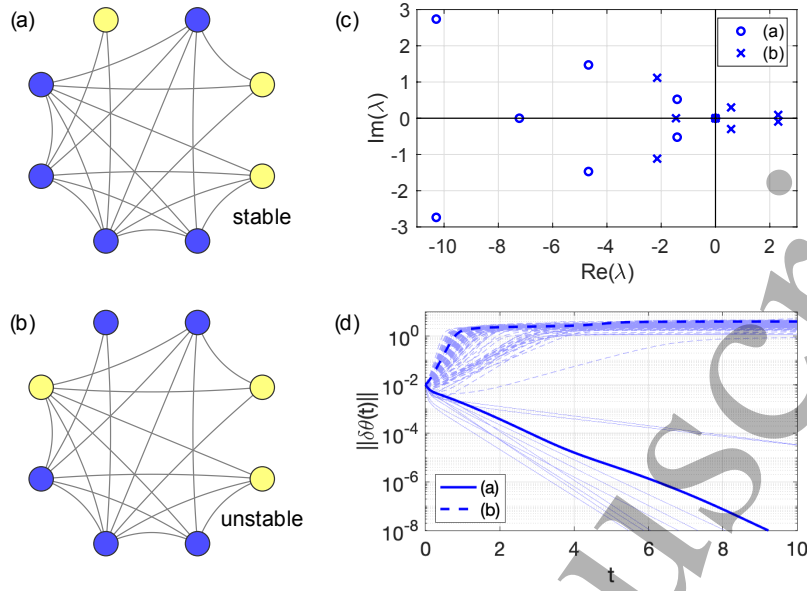 (a)
stable
(b)
unstable
(c)
3
2
1
0
-1
-2
-3
Im(λ)
-10 -8 -6 -4 -2 0 2
Re(λ)
(a)
(b)
(d)
10^0
10^-2
10^-4
10^-6
10^-8
||δθ(t)||
(a)
(b)
0 2 4 6 8 10
t
uscr